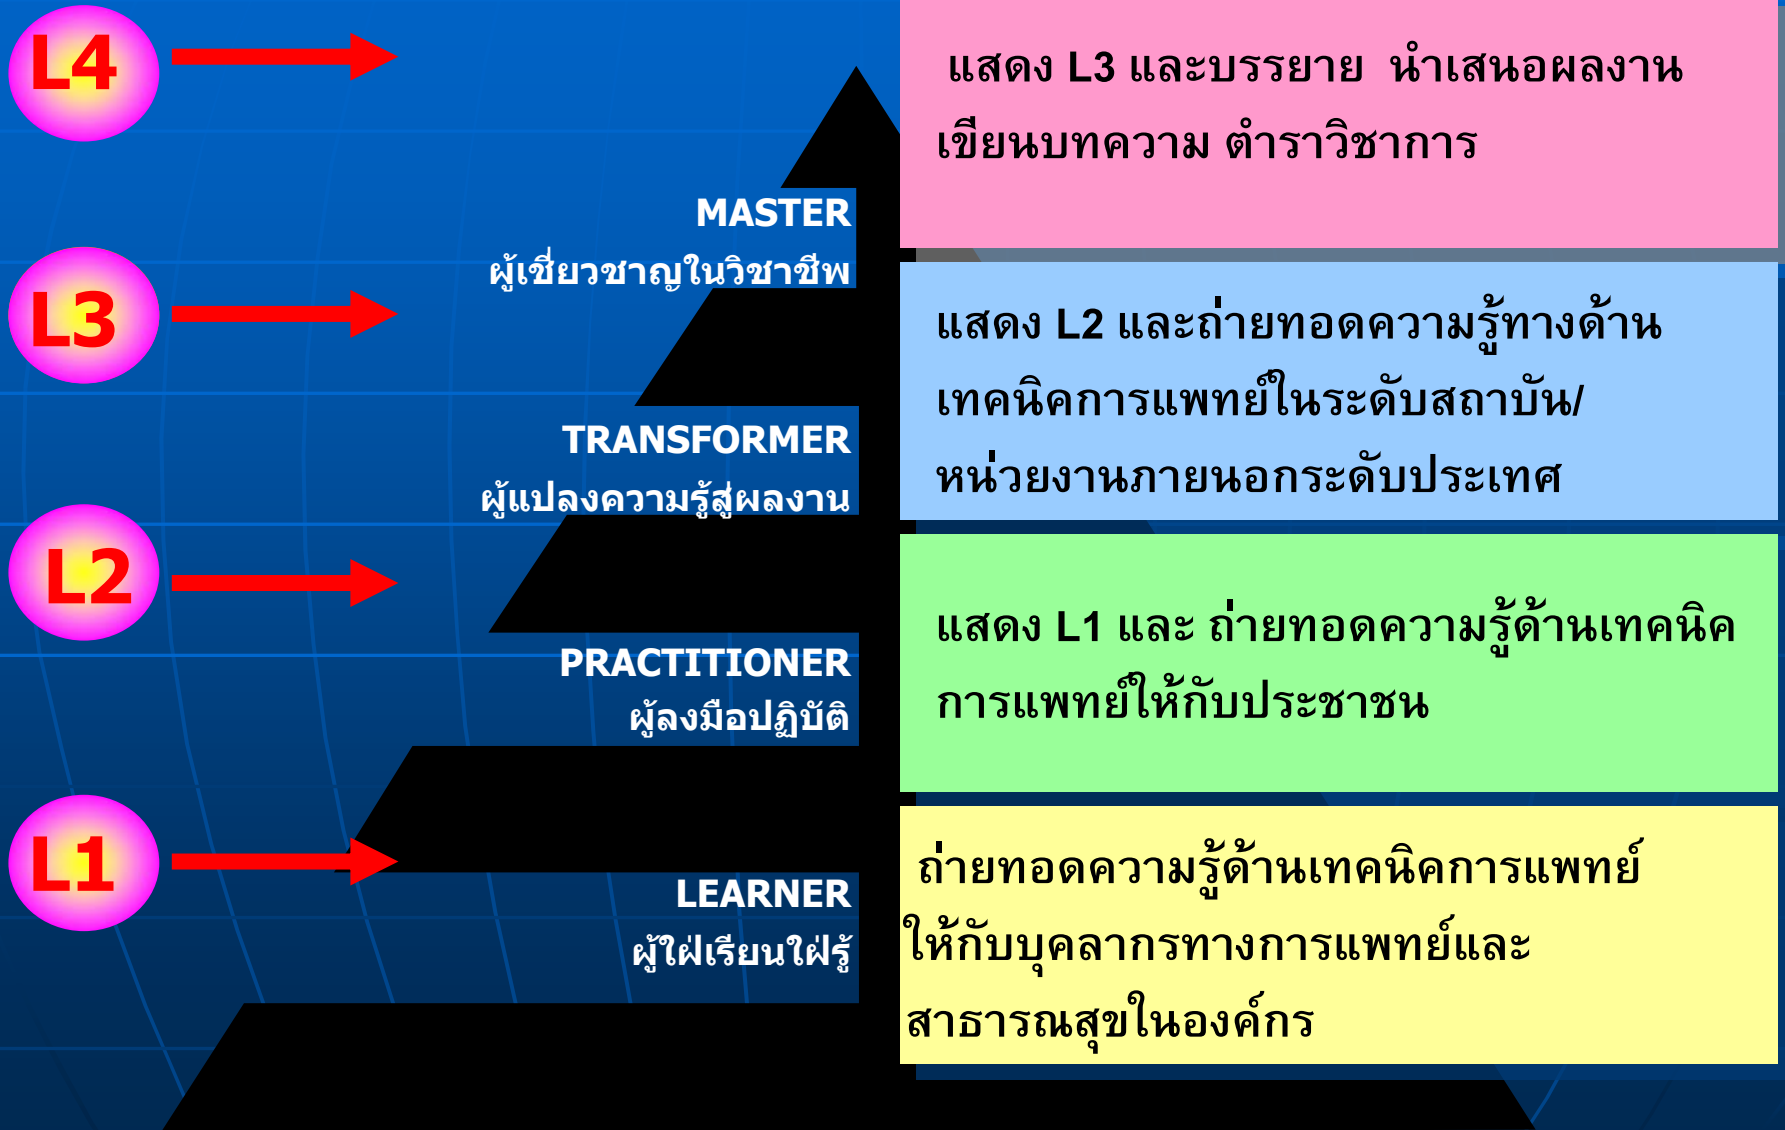 L4
แสดง L3 และบรรยาย นำเสนอผลงาน
เขียนบทความ ตำราวิชาการ
MASTER
ผู้เชี่ยวชาญในวิชาชีพ
L3
แสดง L2 และถ่ายทอดความรู้ทางด้าน
เทคนิคการแพทย์ในระดับสถาบัน/
หน่วยงานภายนอกระดับประเทศ
TRANSFORMER
ผู้แปลงความรู้สู่ผลงาน
L2
แสดง L1 และ ถ่ายทอดความรู้ด้านเทคนิค
การแพทย์ให้กับประชาชน
PRACTITIONER
ผู้ลงมือปฏิบัติ
L1
ถ่ายทอดความรู้ด้านเทคนิคการแพทย์
ให้กับบุคลากรทางการแพทย์และ
สาธารณสุขในองค์กร
LEARNER
ผู้ใฝ่เรียนใฝ่รู้